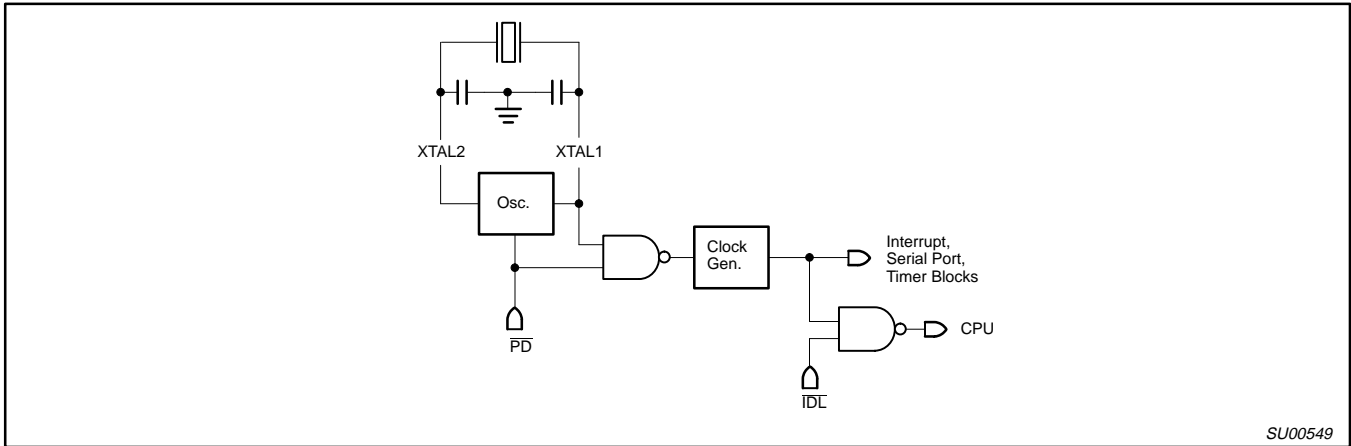 XTAL2
XTAL1
Osc.
Clock
Gen.
Interrupt,
Serial Port,
Timer Blocks
CPU
PD
IDL
SU00549